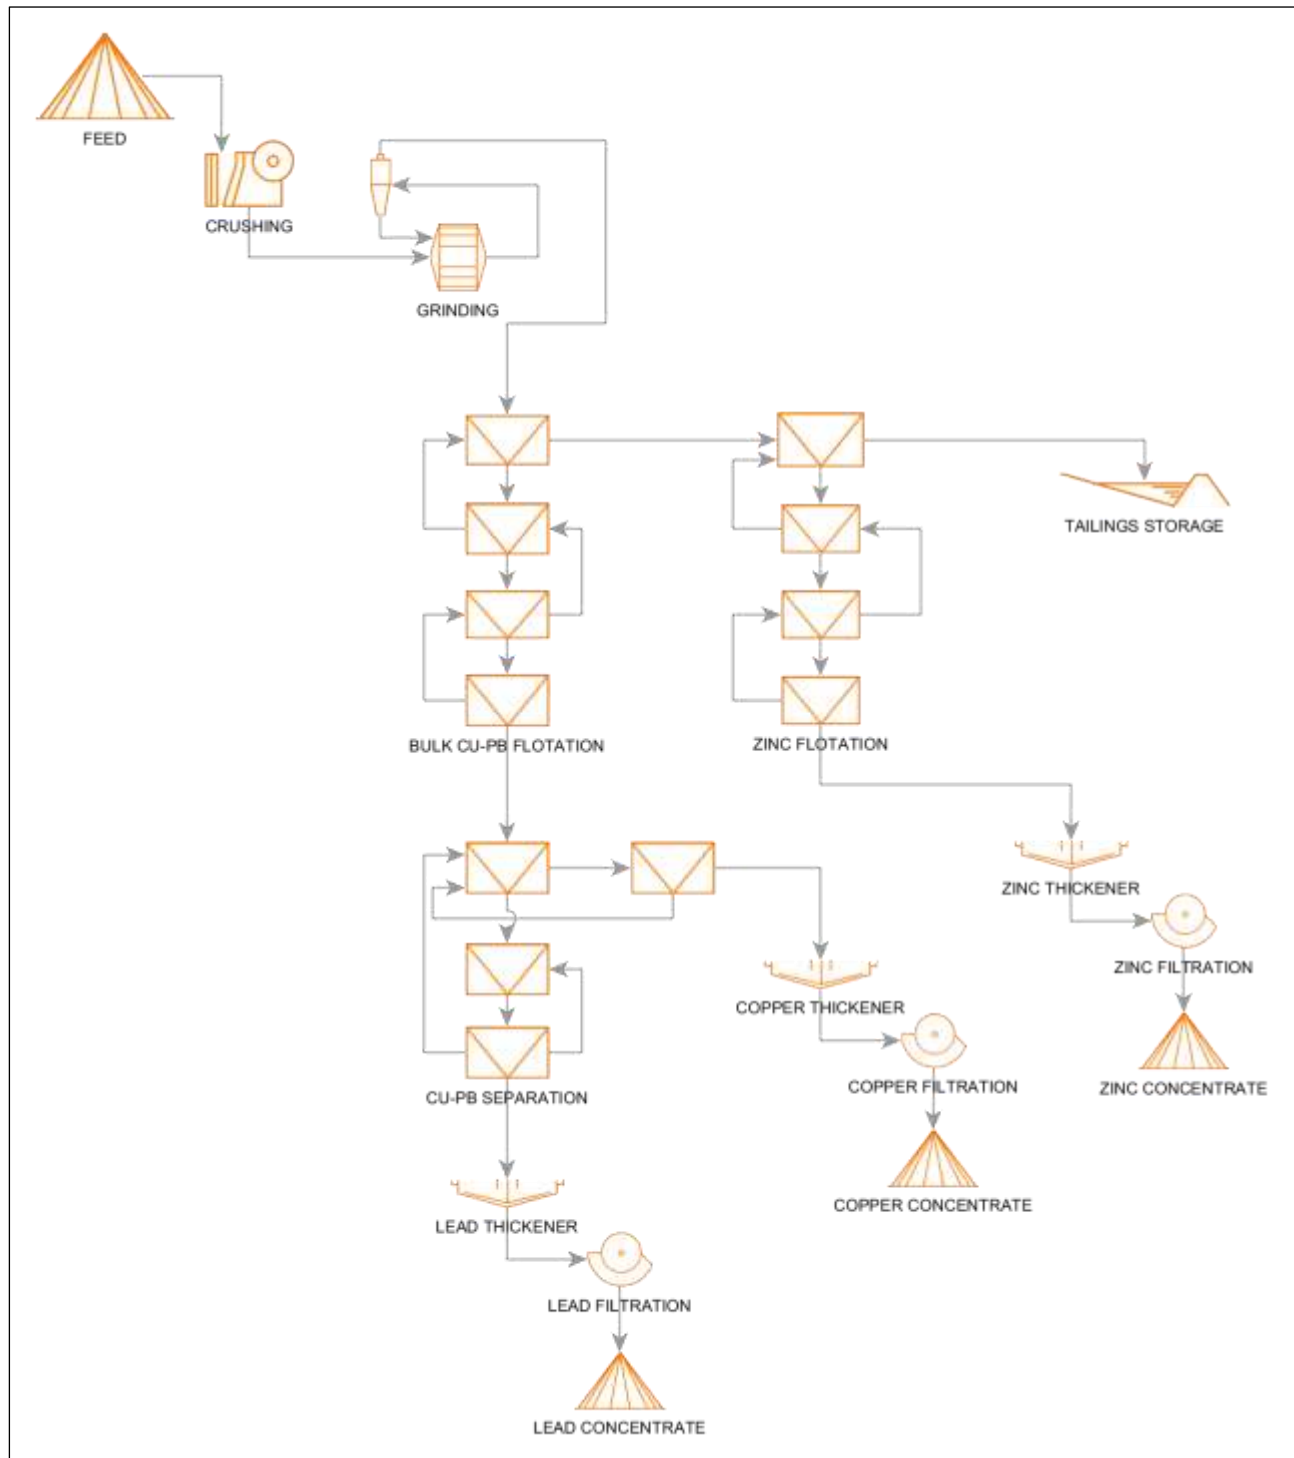 FEED
CRUSHING
GRINDING
TAILINGS STORAGE
BULK CU-PB FLOTATION
ZINC FLOTATION
ZINC THICKENER
ZINC FILTRATION
COPPER THICKENER
COPPER FILTRATION
ZINC CONCENTRATE
CU-PB SEPARATION
COPPER CONCENTRATE
LEAD THICKENER
LEAD FILTRATION
LEAD CONCENTRATE